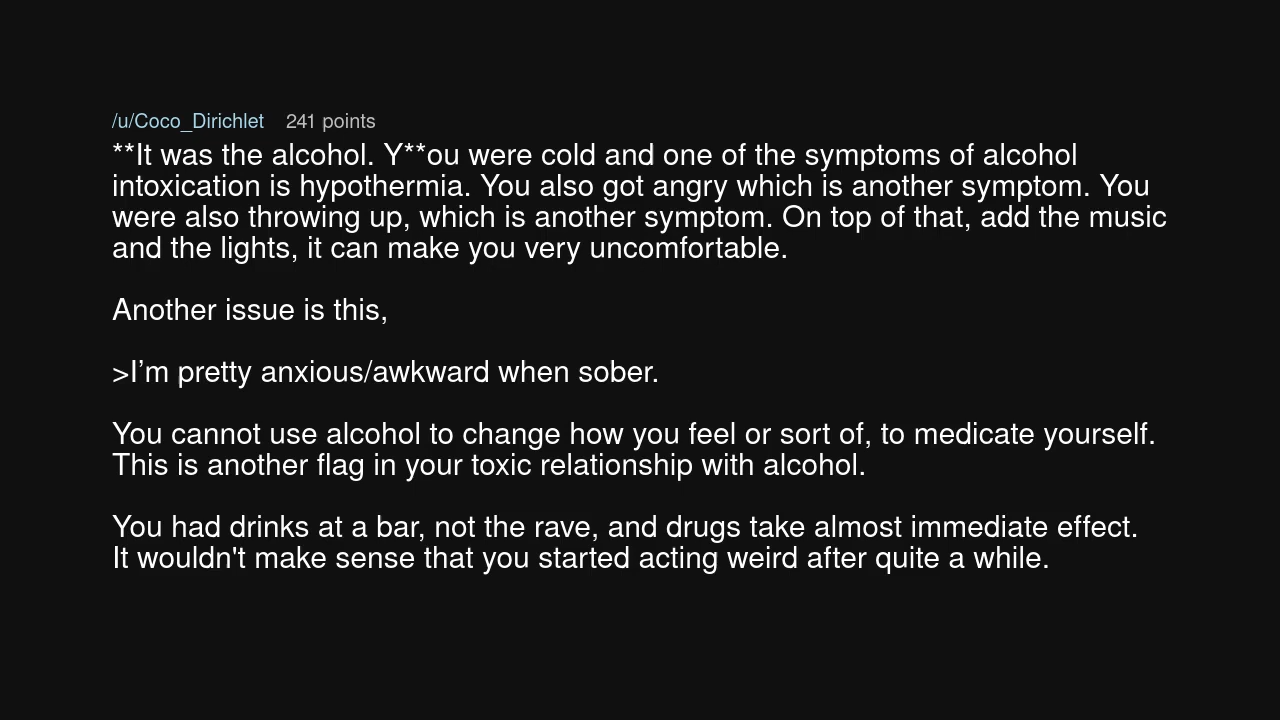 /u/Coco_Dirichlet 241 points
**It was the alcohol. Y**ou were cold and one of the symptoms of alcohol
intoxication is hypothermia. You also got angry which is another symptom. You
were also throwing up, which is another symptom. On top of that, add the music
and the lights, it can make you very uncomfortable.
Another issue is this,
>I’m pretty anxious/awkward when sober.
You cannot use alcohol to change how you feel or sort of, to medicate yourself.
This is another flag in your toxic relationship with alcohol.
You had drinks at a bar, not the rave, and drugs take almost immediate effect.
It wouldn't make sense that you started acting weird after quite a while.